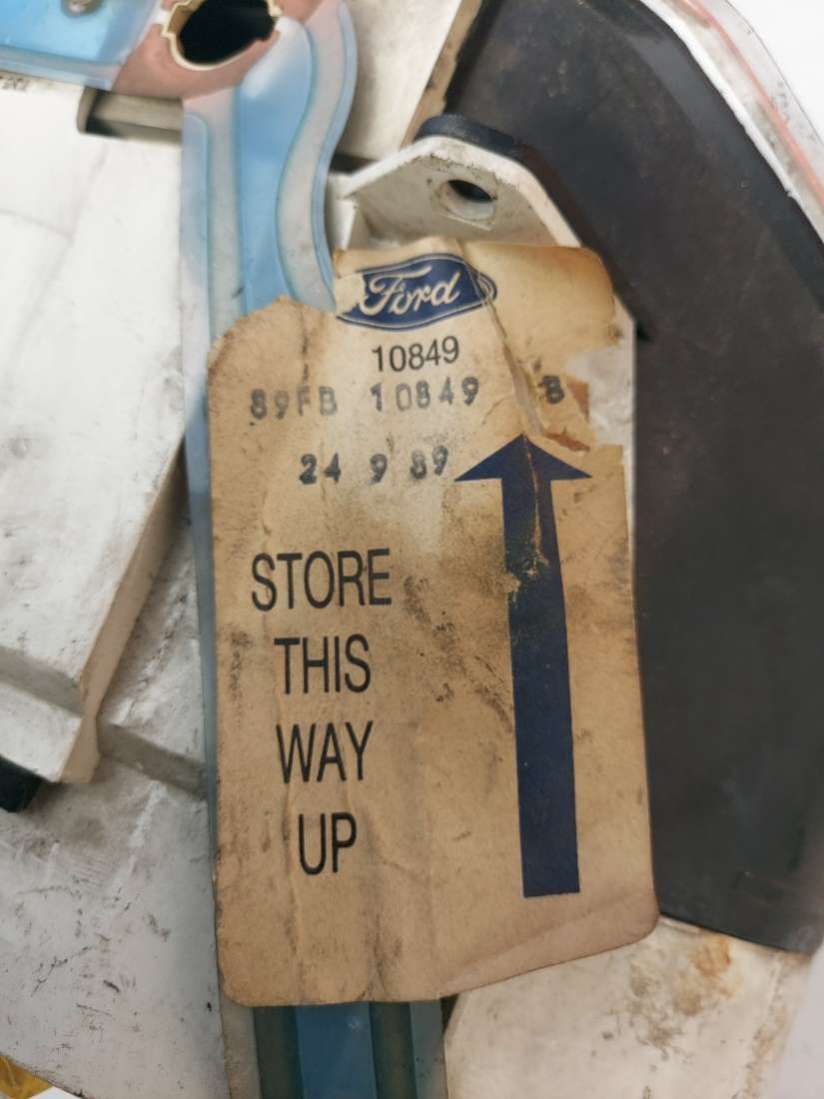 Ford
10849
89FB 10849 B
24 9 89
STORE
THIS
WAY
UP